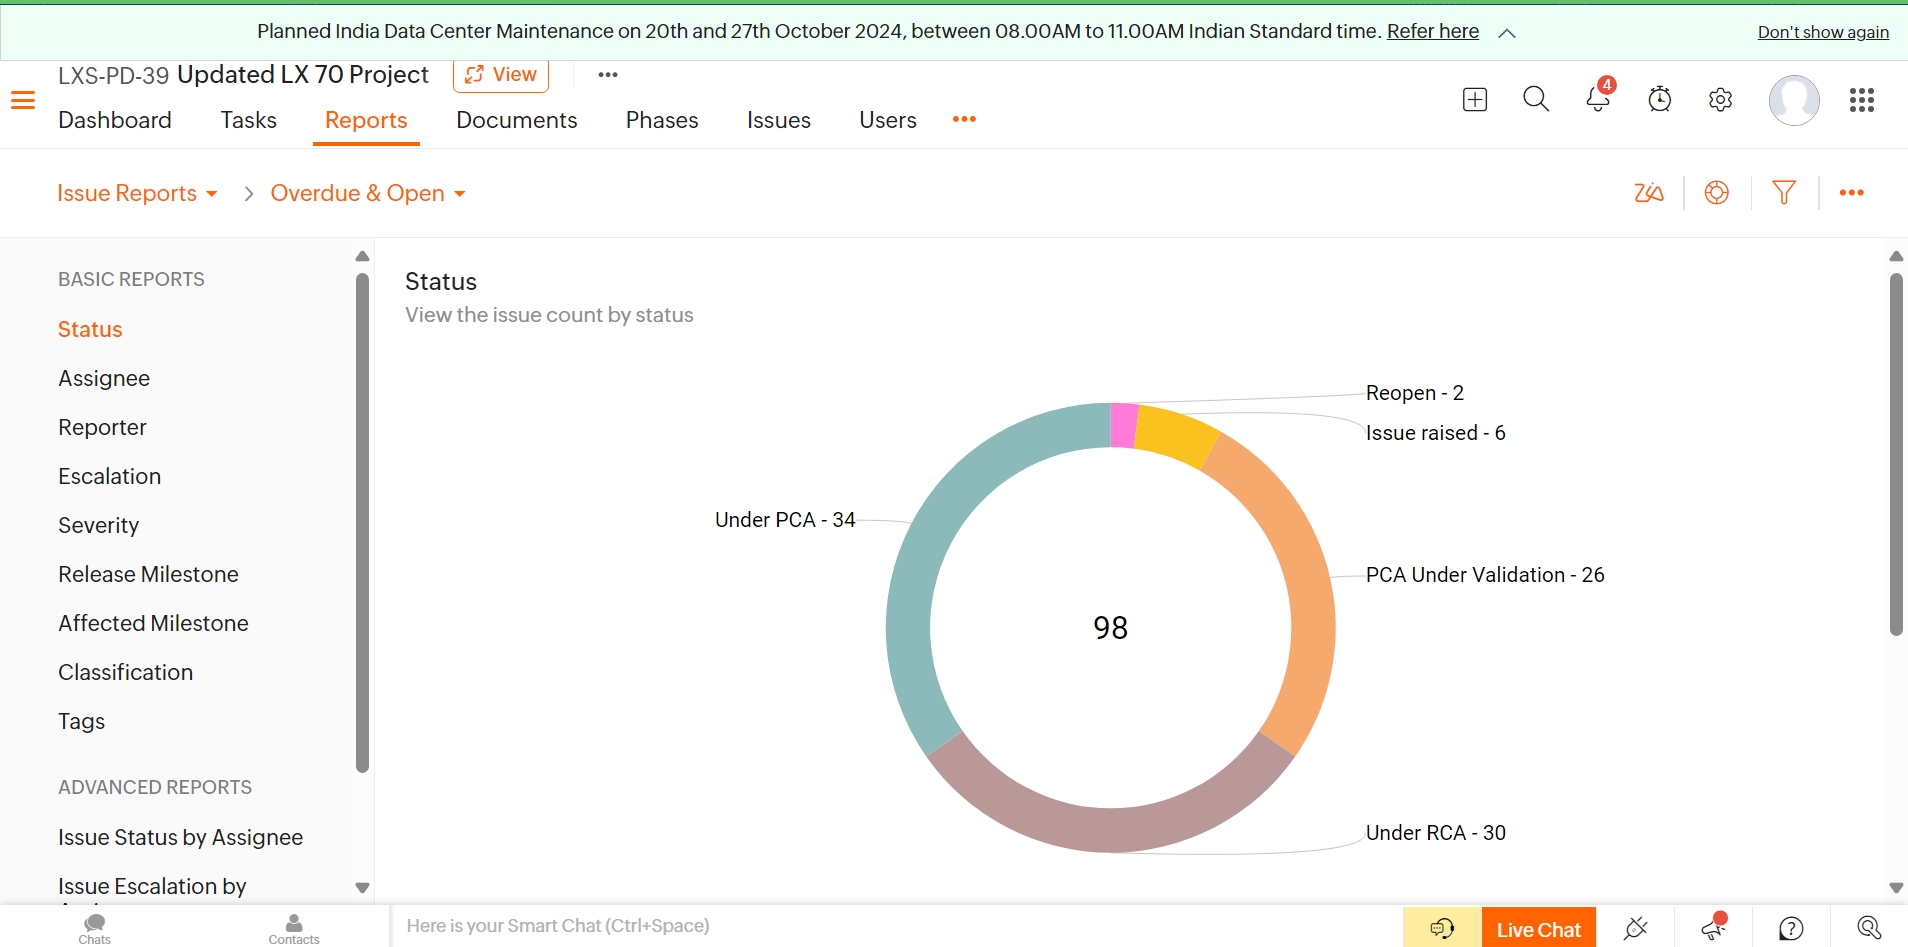 Planned India Data Center Maintenance on 20th and 27th October 2024, between 08.00AM to 11.00AM Indian Standard time. Refer here
Don't show again
LXS-PD-39 Updated LX 70 Project
View
4
Dashboard
Tasks
Reports
Documents
Phases
Issues
Users
Issue Reports
Overdue & Open
Zia
BASIC REPORTS
Status
Assignee
Reporter
Escalation
Severity
Release Milestone
Affected Milestone
Classification
Tags
ADVANCED REPORTS
Issue Status by Assignee
Issue Escalation by
Status
View the issue count by status
Reopen - 2
Issue raised - 6
Under PCA - 34
PCA Under Validation - 26
98
Under RCA - 30
Chats
Contacts
Here is your Smart Chat (Ctrl+Space)
Live Chat